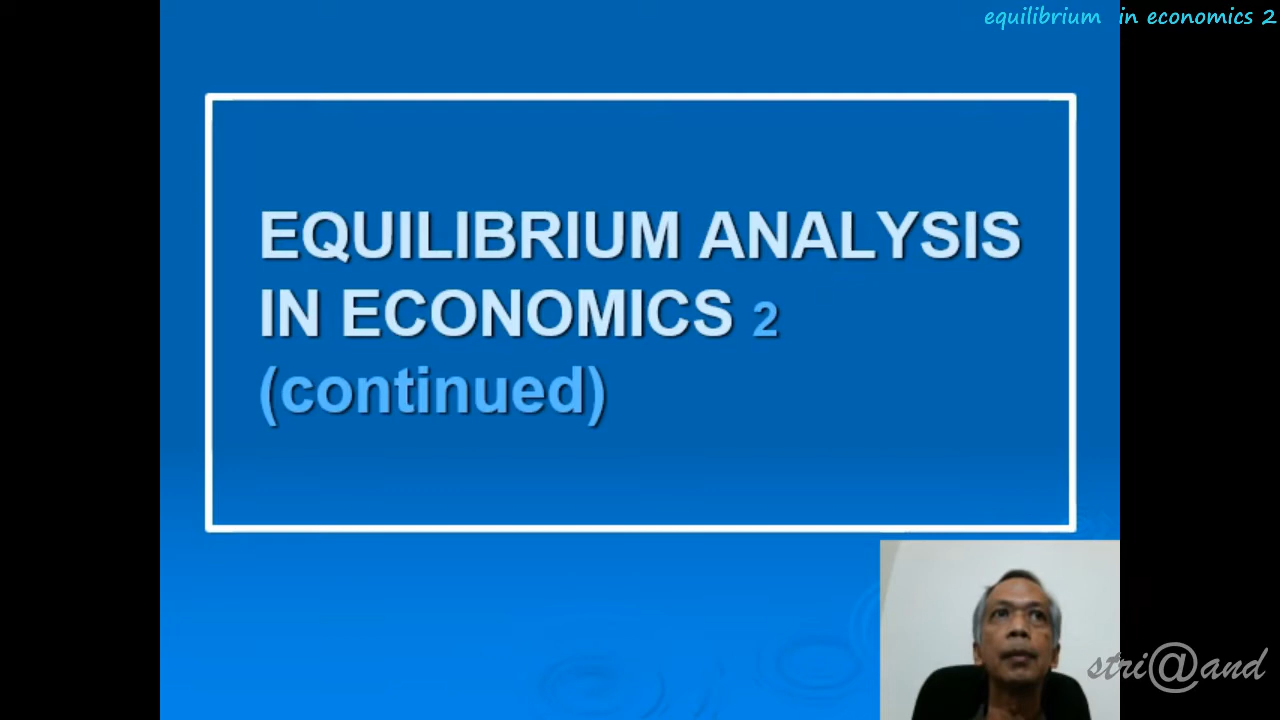 equilibrium in economics 2
EQUILIBRIUM ANALYSIS
IN ECONOMICS 2
(continued)
stri@and